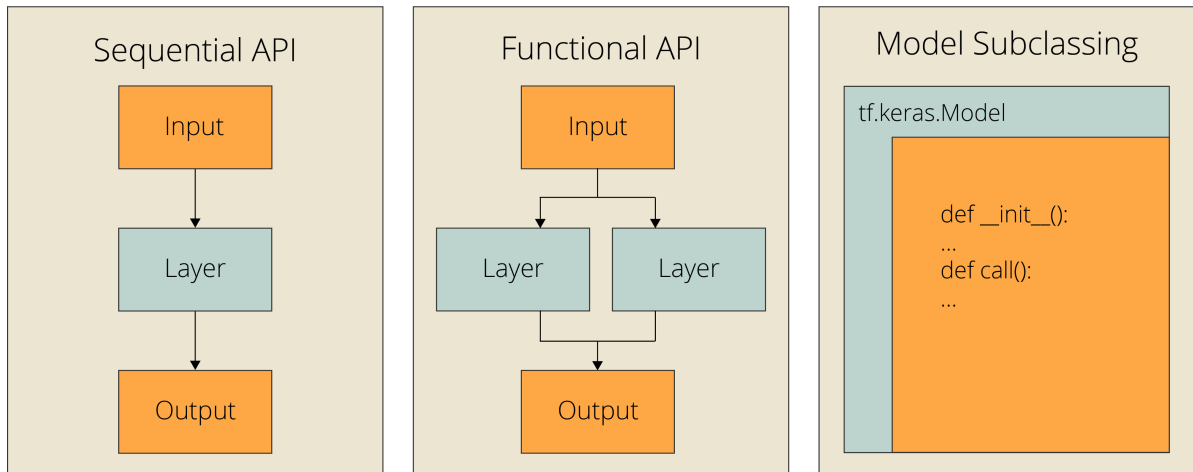 Sequential API
Input
Layer
Output
Functional API
Input
Layer
Layer
Output
Model Subclassing
tf.keras.Model
def __init__():
...
def call():
...